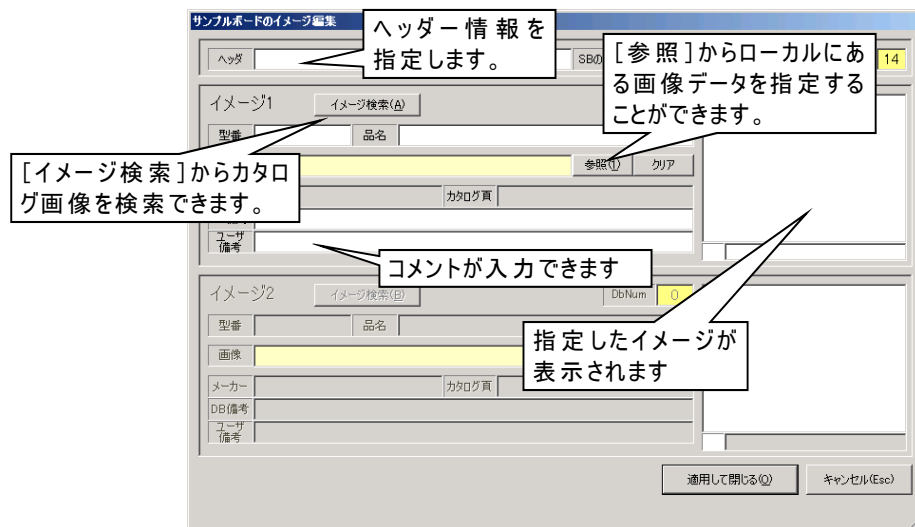 サンプルボードのイメージ編集
ヘッダー情報を
指定します。
ヘッダ
SBの
14
[参照]からローカルにあ
る画像データを指定する
ことができます。
イメージ1
イメージ検索(A)
型番
品名
[イメージ検索]からカタロ
グ画像を検索できます。
参照(1)
クリア
カタログ頁
ユーザ
備考
コメントが入力できます
イメージ2
イメージ検索(B)
DbNum
0
型番
品名
指定したイメージが
表示されます
画像
メーカー
カタログ頁
DB備考
ユーザ
備考
適用して閉じる(O)
キャンセル(Esc)